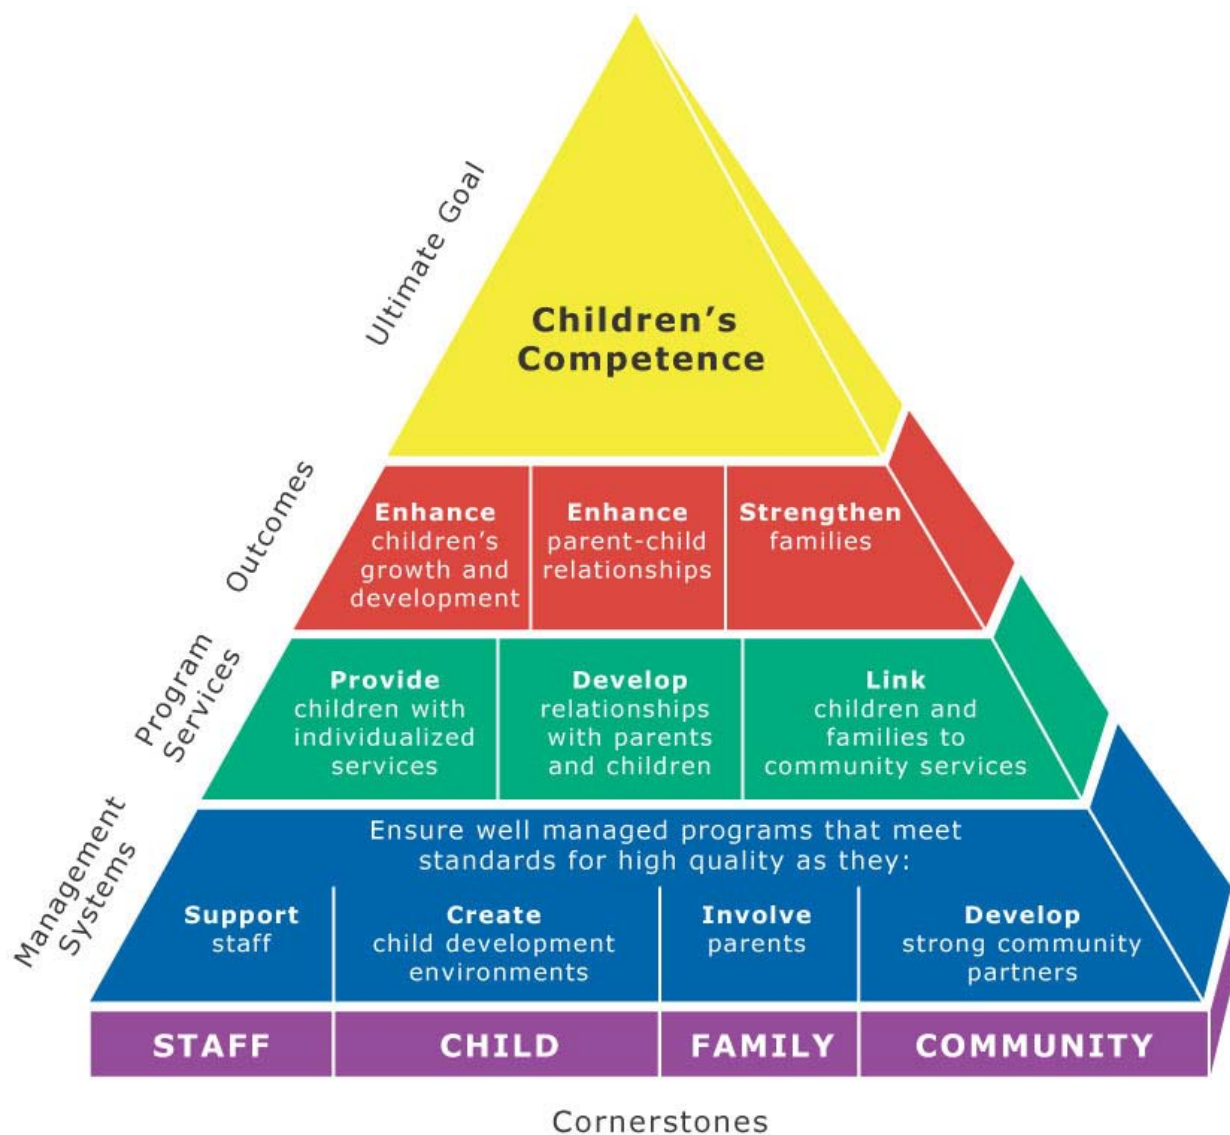 Ultimate Goal
Children’s
Competence
Outcomes
Enhance
children’s
growth and
development
Enhance
parent-child
relationships
Strengthen
families
Program
Services
Provide
children with
individualized
services
Develop
relationships
with parents
and children
Link
children and
families to
community services
Management
Systems
Ensure well managed programs that meet
standards for high quality as they:
Support
staff
Create
child development
environments
Involve
parents
Develop
strong community
partners
STAFF
CHILD
FAMILY
COMMUNITY
Cornerstones